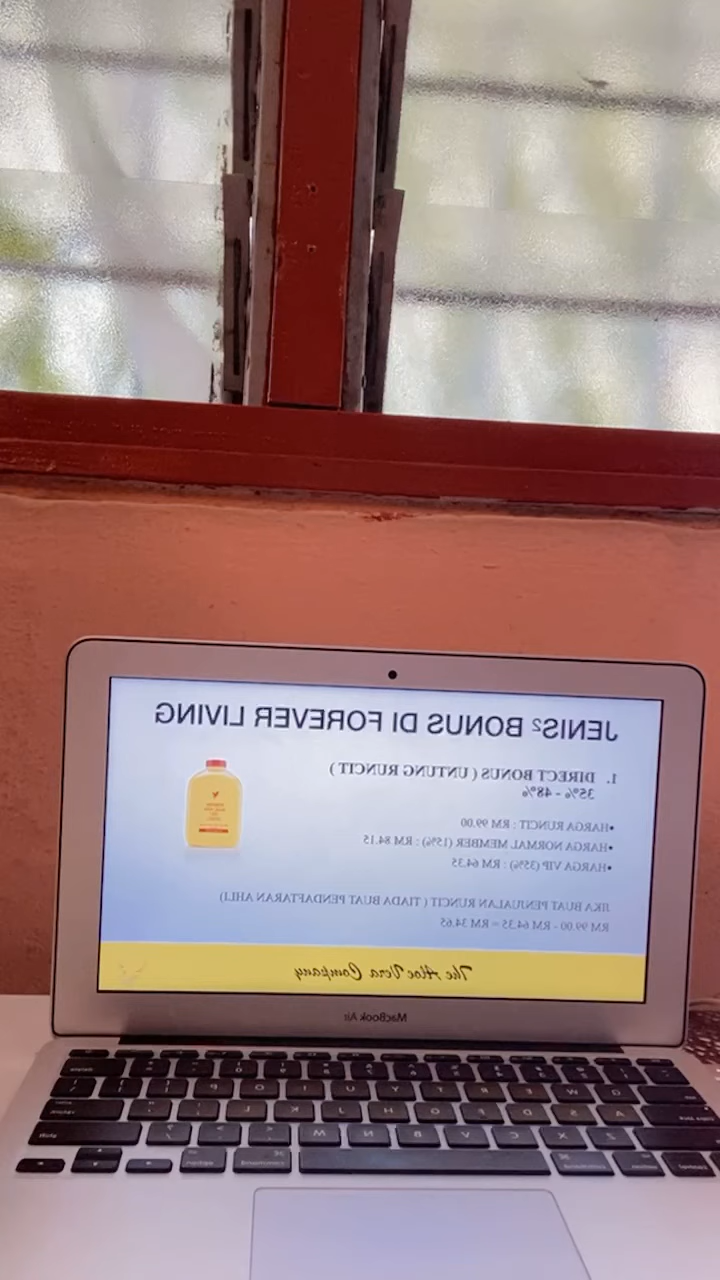 JENIS² BONUS DI FOREVER LIVING
1. DIRECT BONUS ( UNTUNG RUNCIT )
35% - 48%
•HARGA RUNCIT : RM 99.00
•HARGA NORMAL MEMBER (15%) : RM 84.15
•HARGA VIP (35%) : RM 64.35
JIKA BUAT PENJUALAN RUNCIT ( TIADA BUAT PENDAFTARAN AHLI)
RM 99.00 - RM 64.35 = RM 34.65
The Aloe Vera Company
MacBook Air